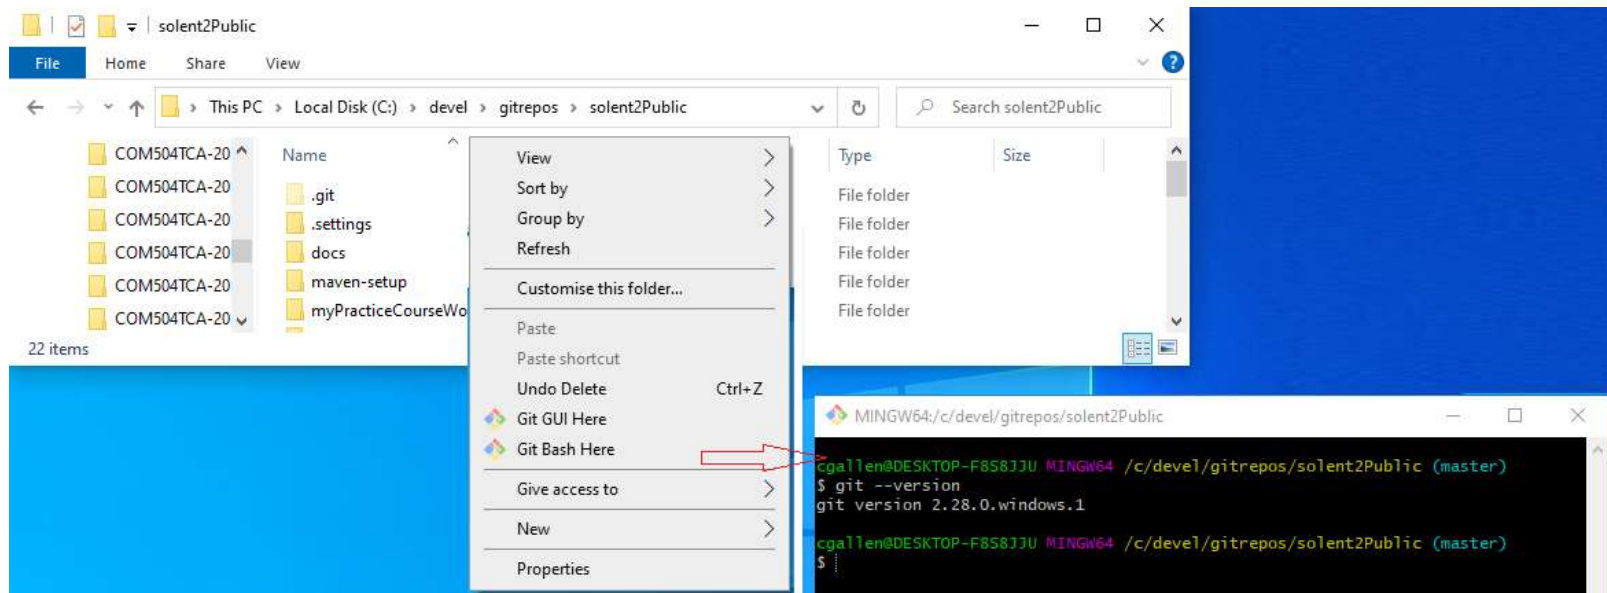 solent2Public
File Home Share View
This PC > Local Disk (C:) > devel > gitrepos > solent2Public
Search solent2Public
COM504TCA-20
COM504TCA-20
COM504TCA-20
COM504TCA-20
COM504TCA-20
COM504TCA-20
Name
.git
.settings
docs
maven-setup
myPracticeCourseWo
22 items
View
Sort by
Group by
Refresh
Customise this folder...
Paste
Paste shortcut
Undo Delete Ctrl+Z
Git GUI Here
Git Bash Here
Give access to
New
Properties
Type Size
File folder
File folder
File folder
File folder
File folder
MINGW64:/c/devel/gitrepos/solent2Public
cgallen@DESKTOP-F8S8JJU MINGW64 /c/devel/gitrepos/solent2Public (master)
$ git --version
git version 2.28.0.windows.1
cgallen@DESKTOP-F8S8JJU MINGW64 /c/devel/gitrepos/solent2Public (master)
$